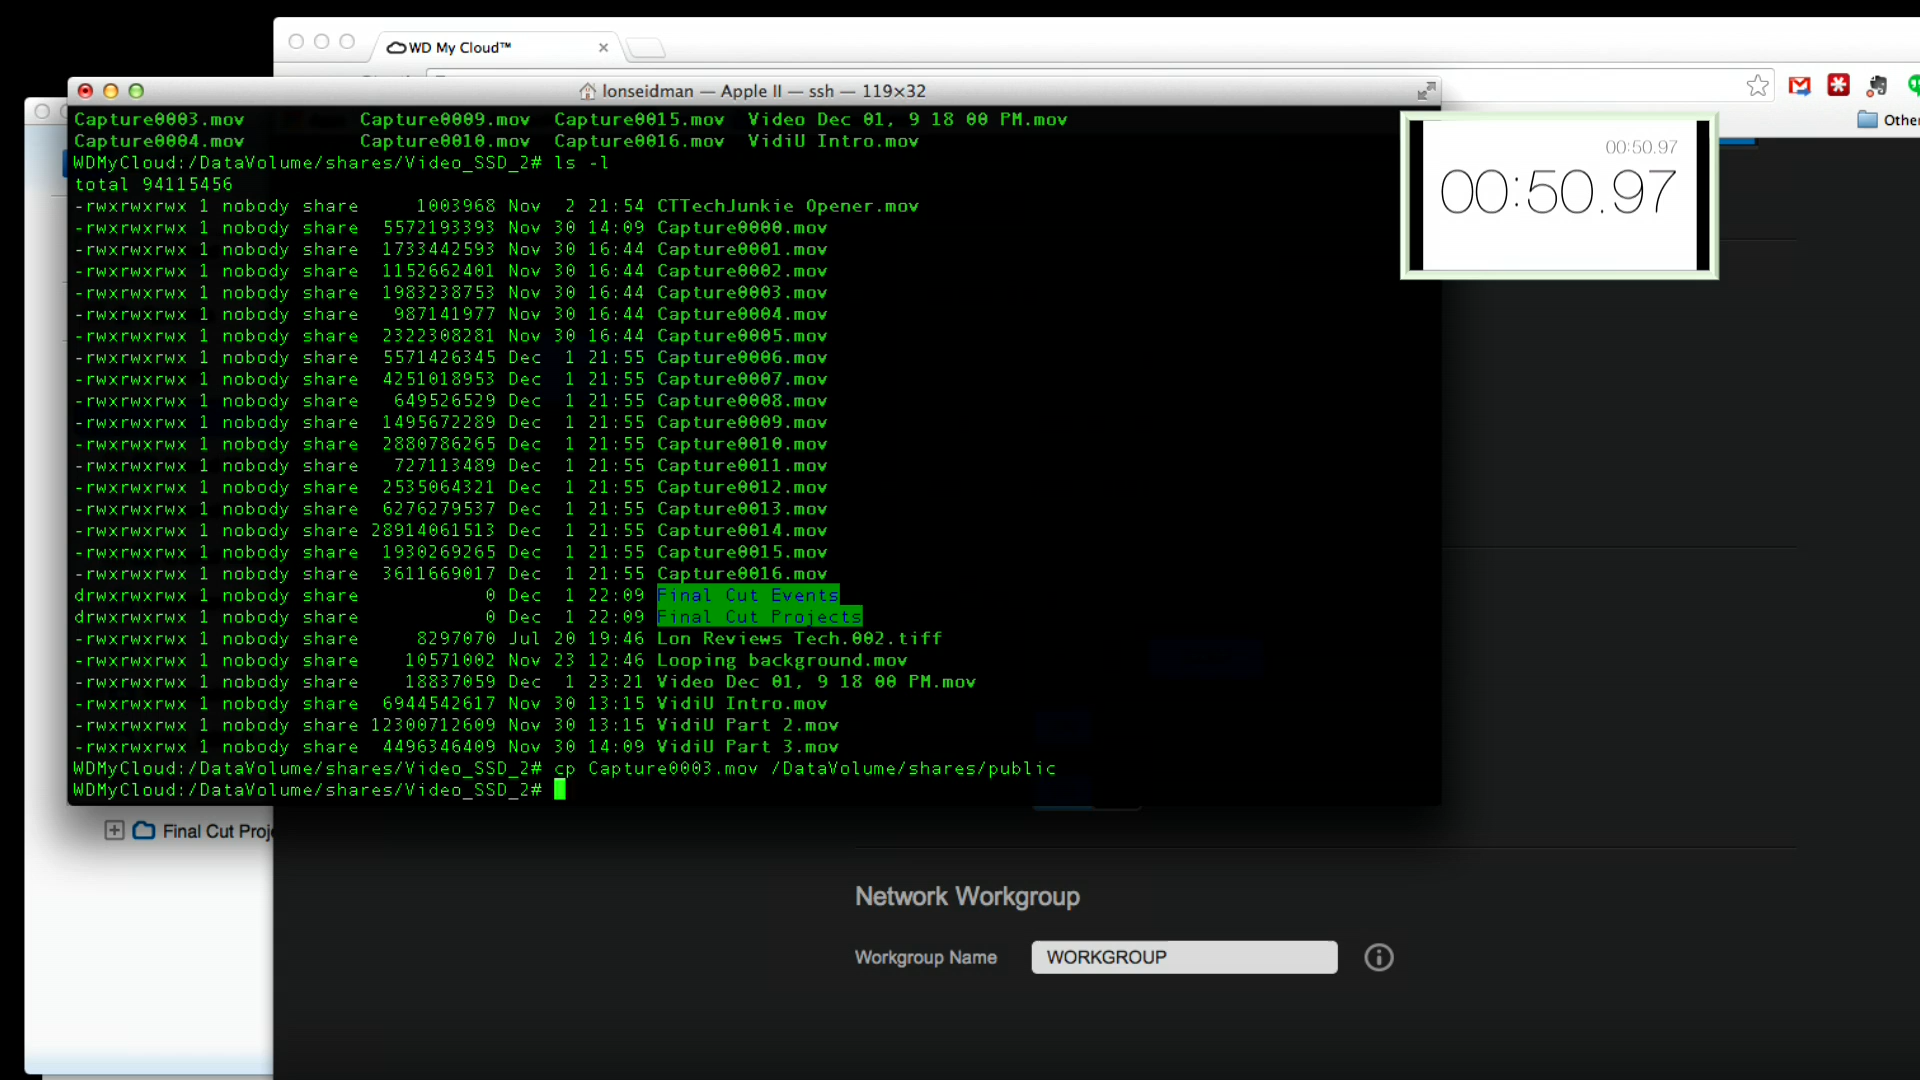 WD My Cloud™
lonseidman — Apple II — ssh — 119×32
Other
Capture0003.mov Capture0009.mov Capture0015.mov Video Dec 01, 9 18 00 PM.mov
Capture0004.mov Capture0010.mov Capture0016.mov VidiU Intro.mov
WDMyCloud:/DataVolume/shares/Video_SSD_2# ls -l
total 94115456
-rwxrwxrwx 1 nobody share 1003968 Nov 2 21:54 CTTechJunkie Opener.mov
-rwxrwxrwx 1 nobody share 5572193393 Nov 30 14:09 Capture0000.mov
-rwxrwxrwx 1 nobody share 1733442593 Nov 30 16:44 Capture0001.mov
-rwxrwxrwx 1 nobody share 1152662401 Nov 30 16:44 Capture0002.mov
-rwxrwxrwx 1 nobody share 1983238753 Nov 30 16:44 Capture0003.mov
-rwxrwxrwx 1 nobody share 987141977 Nov 30 16:44 Capture0004.mov
-rwxrwxrwx 1 nobody share 2322308281 Nov 30 16:44 Capture0005.mov
-rwxrwxrwx 1 nobody share 5571426345 Dec 1 21:55 Capture0006.mov
-rwxrwxrwx 1 nobody share 4251018953 Dec 1 21:55 Capture0007.mov
-rwxrwxrwx 1 nobody share 649526529 Dec 1 21:55 Capture0008.mov
-rwxrwxrwx 1 nobody share 1495672289 Dec 1 21:55 Capture0009.mov
-rwxrwxrwx 1 nobody share 2880786265 Dec 1 21:55 Capture0010.mov
-rwxrwxrwx 1 nobody share 727113489 Dec 1 21:55 Capture0011.mov
-rwxrwxrwx 1 nobody share 2535064321 Dec 1 21:55 Capture0012.mov
-rwxrwxrwx 1 nobody share 6276279537 Dec 1 21:55 Capture0013.mov
-rwxrwxrwx 1 nobody share 28914061513 Dec 1 21:55 Capture0014.mov
-rwxrwxrwx 1 nobody share 1930269265 Dec 1 21:55 Capture0015.mov
-rwxrwxrwx 1 nobody share 3611669017 Dec 1 21:55 Capture0016.mov
drwxrwxrwx 1 nobody share 0 Dec 1 22:09 Final Cut Events
drwxrwxrwx 1 nobody share 0 Dec 1 22:09 Final Cut Projects
-rwxrwxrwx 1 nobody share 8297070 Jul 20 19:46 Lon Reviews Tech.002.tiff
-rwxrwxrwx 1 nobody share 10571002 Nov 23 12:46 Looping background.mov
-rwxrwxrwx 1 nobody share 18837059 Dec 1 23:21 Video Dec 01, 9 18 00 PM.mov
-rwxrwxrwx 1 nobody share 6944542617 Nov 30 13:15 VidiU Intro.mov
-rwxrwxrwx 1 nobody share 12300712609 Nov 30 13:15 VidiU Part 2.mov
-rwxrwxrwx 1 nobody share 4496346409 Nov 30 14:09 VidiU Part 3.mov
WDMyCloud:/DataVolume/shares/Video_SSD_2# cp Capture0003.mov /DataVolume/shares/public
WDMyCloud:/DataVolume/shares/Video_SSD_2#
00:50.97
00:50.97
Final Cut Proj
Network Workgroup
Workgroup Name WORKGROUP